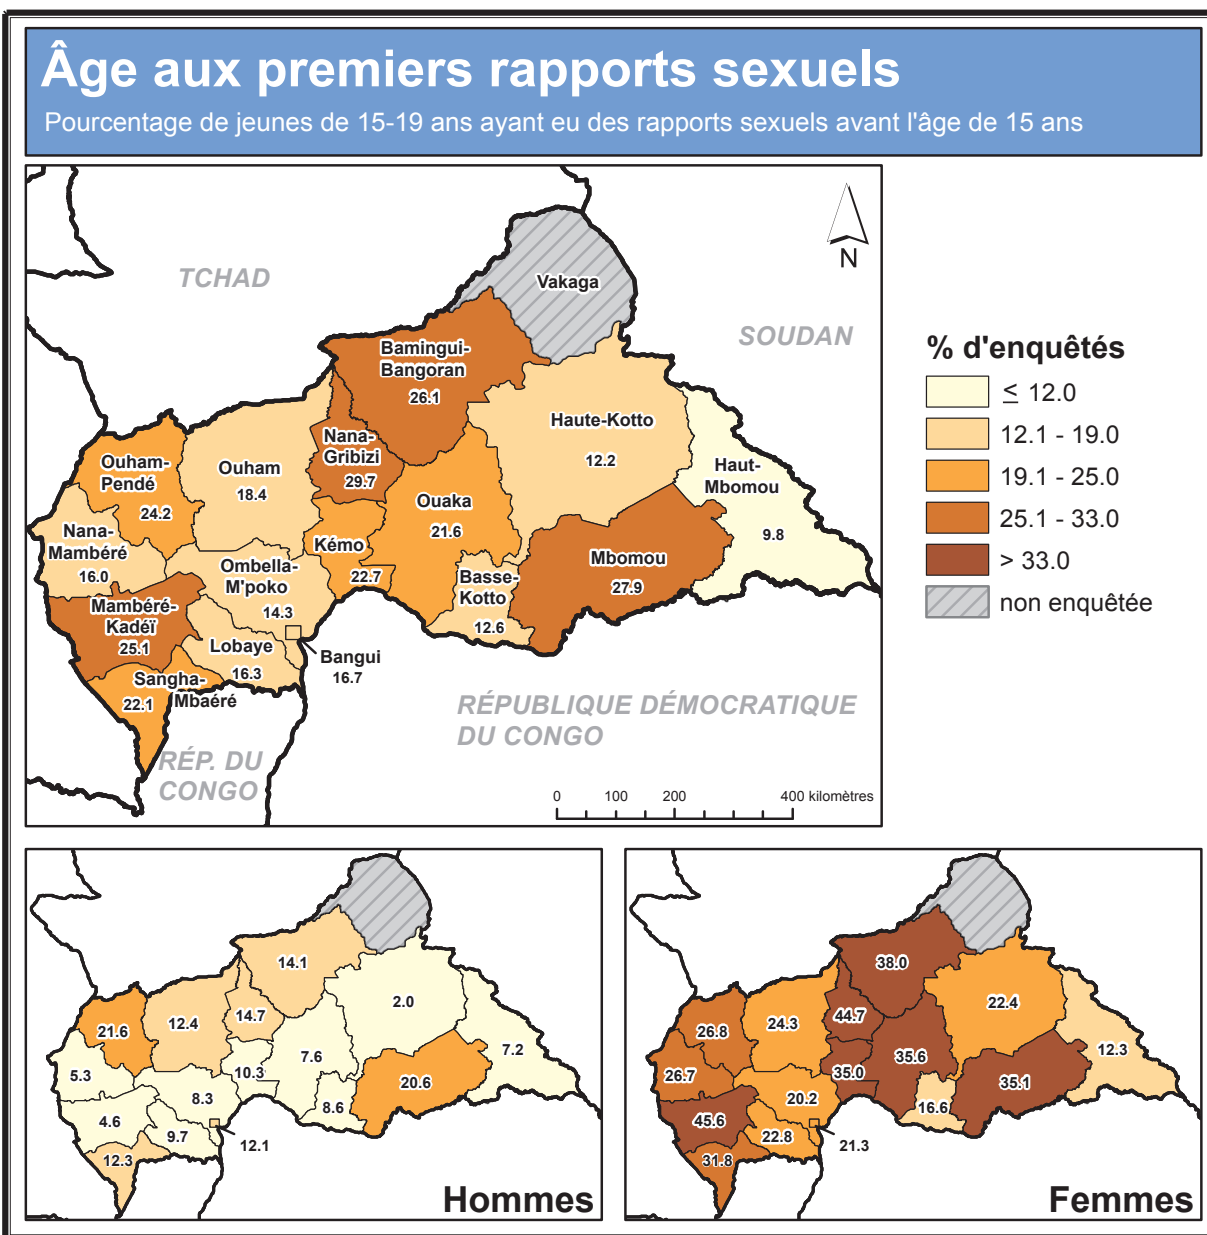 Âge aux premiers rapports sexuels
Pourcentage de jeunes de 15-19 ans ayant eu des rapports sexuels avant l'âge de 15 ans
TCHAD
SOUDAN
N
Vakaga
Bamingui-
Bangoran
26.1
Haute-Kotto
12.2
Haut-
Mbomou
9.8
Nana-
Gribizi
29.7
Ouham-
Pendé
24.2
Ouham
18.4
Ouaka
21.6
Kémo
22.7
Nana-
Mambéré
16.0
Ombella-
M'poko
14.3
Basse-
Kotto
12.6
Mbomou
27.9
Mambéré-
Kadéï
25.1
Lobaye
16.3
Bangui
16.7
Sangha-
Mbaéré
22.1
RÉPUBLIQUE DÉMOCRATIQUE
DU CONGO
RÉP. DU
CONGO
0 100 200 400 kilomètres
% d'enquêtés
≤ 12.0
12.1 - 19.0
19.1 - 25.0
25.1 - 33.0
> 33.0
non enquêtée
14.1
2.0
21.6
12.4
14.7
7.6
7.2
5.3
10.3
20.6
8.3
8.6
4.6
9.7
12.1
12.3
Hommes
38.0
22.4
26.8
24.3
44.7
35.6
12.3
26.7
35.0
35.1
20.2
16.6
45.6
22.8
21.3
31.8
Femmes